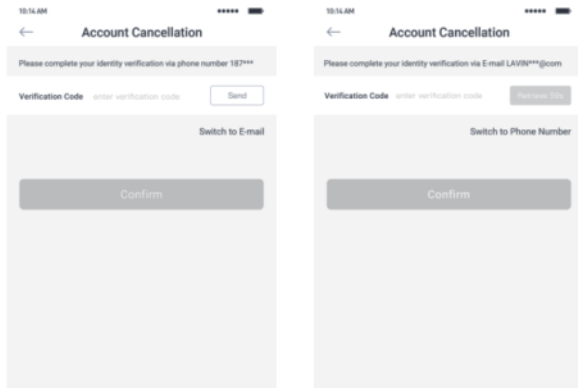 10:14 AM
Account Cancellation
Please complete your identity verification via phone number 187***
Verification Code enter verification code Send
Switch to E-mail
Confirm
10:14 AM
Account Cancellation
Please complete your identity verification via E-mail LAVIN***@com
Verification Code enter verification code Retrieve 50s
Switch to Phone Number
Confirm